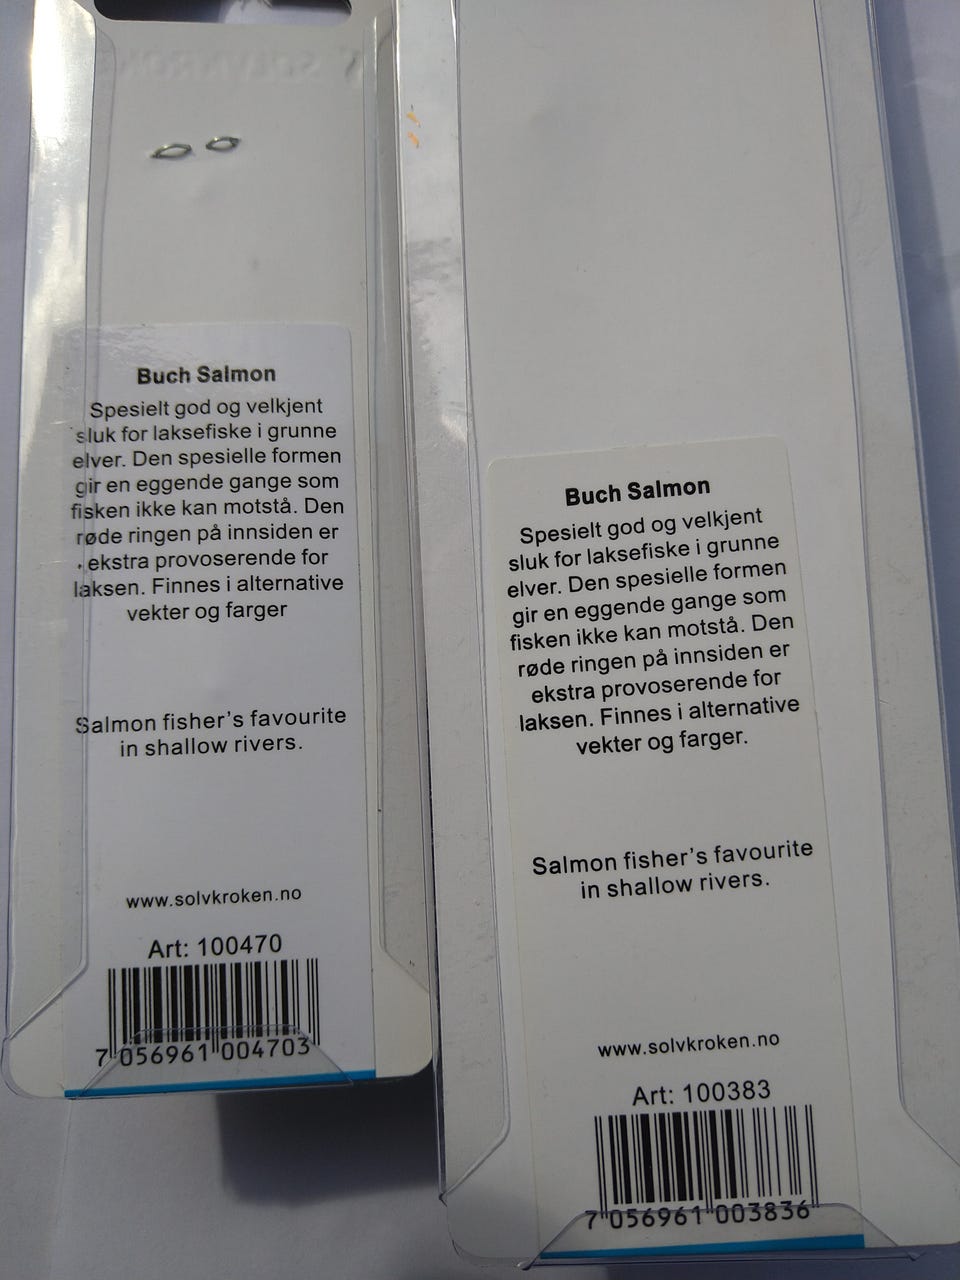 Buch Salmon
Spesielt god og velkjent
sluk for laksefiske i grunne
elver. Den spesielle formen
gir en eggende gange som
fisken ikke kan motstå. Den
røde ringen på innsiden er
ekstra provoserende for
laksen. Finnes i alternative
vekter og farger
Salmon fisher's favourite
in shallow rivers.
www.solvkroken.no
Art: 100470
7 056961 004703
Buch Salmon
Spesielt god og velkjent
sluk for laksefiske i grunne
elver. Den spesielle formen
gir en eggende gange som
fisken ikke kan motstå. Den
røde ringen på innsiden er
ekstra provoserende for
laksen. Finnes i alternative
vekter og farger.
Salmon fisher's favourite
in shallow rivers.
www.solvkroken.no
Art: 100383
7 056961 003836